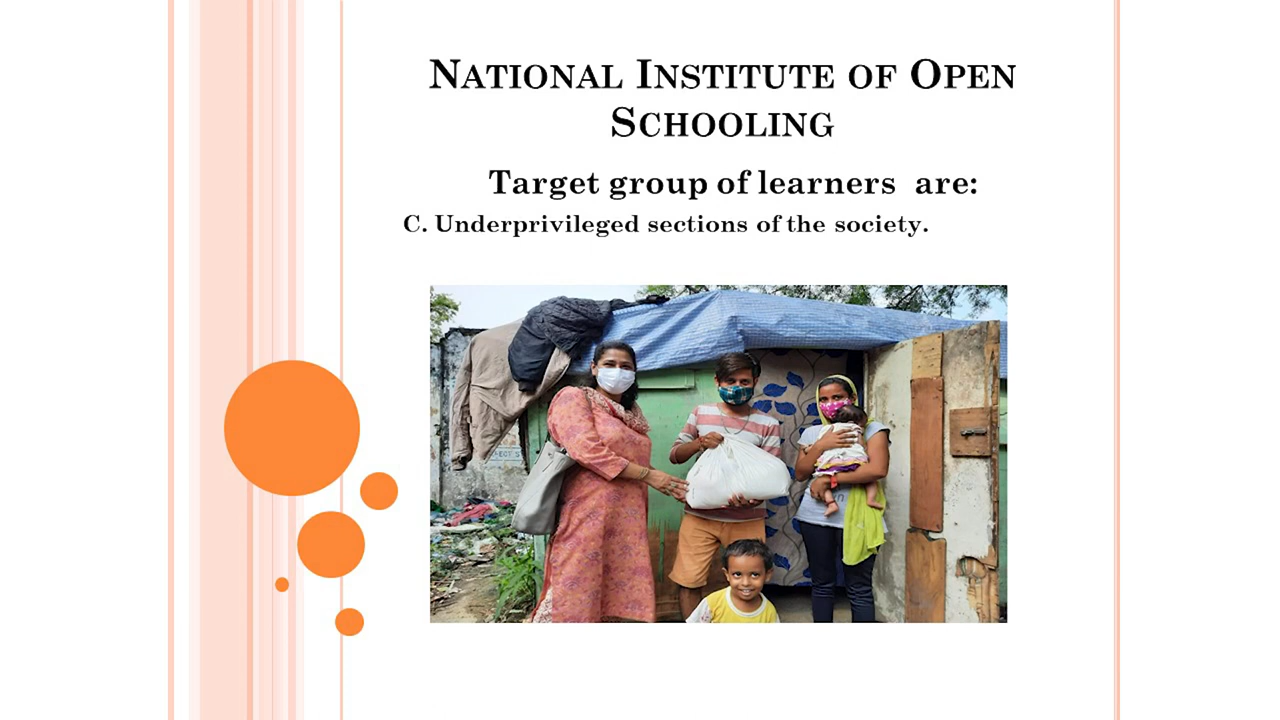 National Institute of Open
Schooling
Target group of learners are:
C. Underprivileged sections of the society.